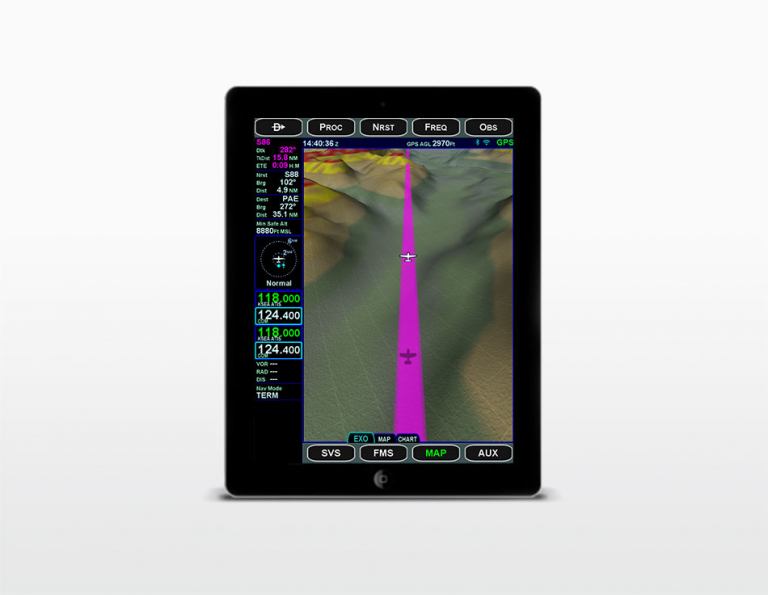 D PROC NRST FREQ OBS
S86
14:40:36 Z GPS AGL 2970FT GPS
Dtk 282°
TkDist 15.8 NM
ETE 0:09 H:M
Nrst S88
Brg 102°
Dist 4.9 NM
Dest PAE
Brg 272°
Dist 35.1 NM
Min Safe Alt
8880FT MSL
6NM
2NM
Normal
118.000
KSEA ATIS
124.400
COM
118.000
KSEA ATIS
124.400
COM
VOR ---
RAD ---
DIS ---
Nav Mode
TERM
EXO MAP CHART
SVS FMS MAP AUX